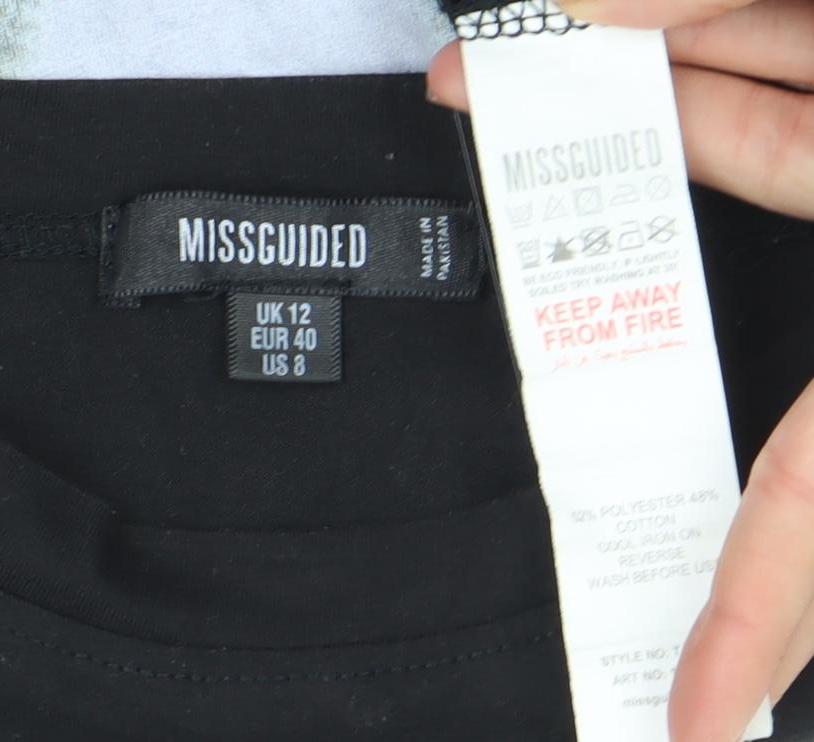 MISSGUIDED
MADE IN
PAKISTAN
UK 12
EUR 40
US 8
MISSGUIDED
BE ECO FRIENDLY, IF LIGHTLY
SOILED TRY WASHING AT 30°
KEEP AWAY
FROM FIRE
52% POLYESTER 48%
COTTON
COOL IRON ON
REVERSE
WASH BEFORE US
STYLE NO: T
ART NO:
missgu